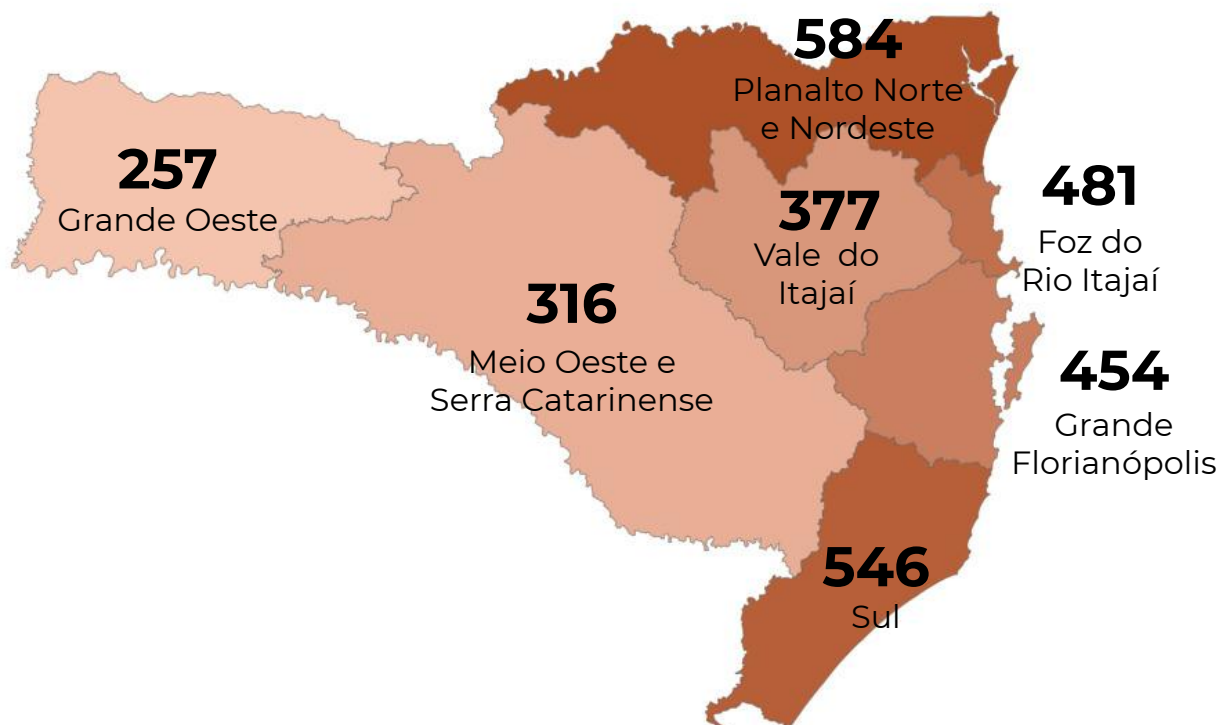 584
Planalto Norte
e Nordeste
257
Grande Oeste
377
Vale do
Itajaí
481
Foz do
Rio Itajaí
316
Meio Oeste e
Serra Catarinense
454
Grande
Florianópolis
546
Sul